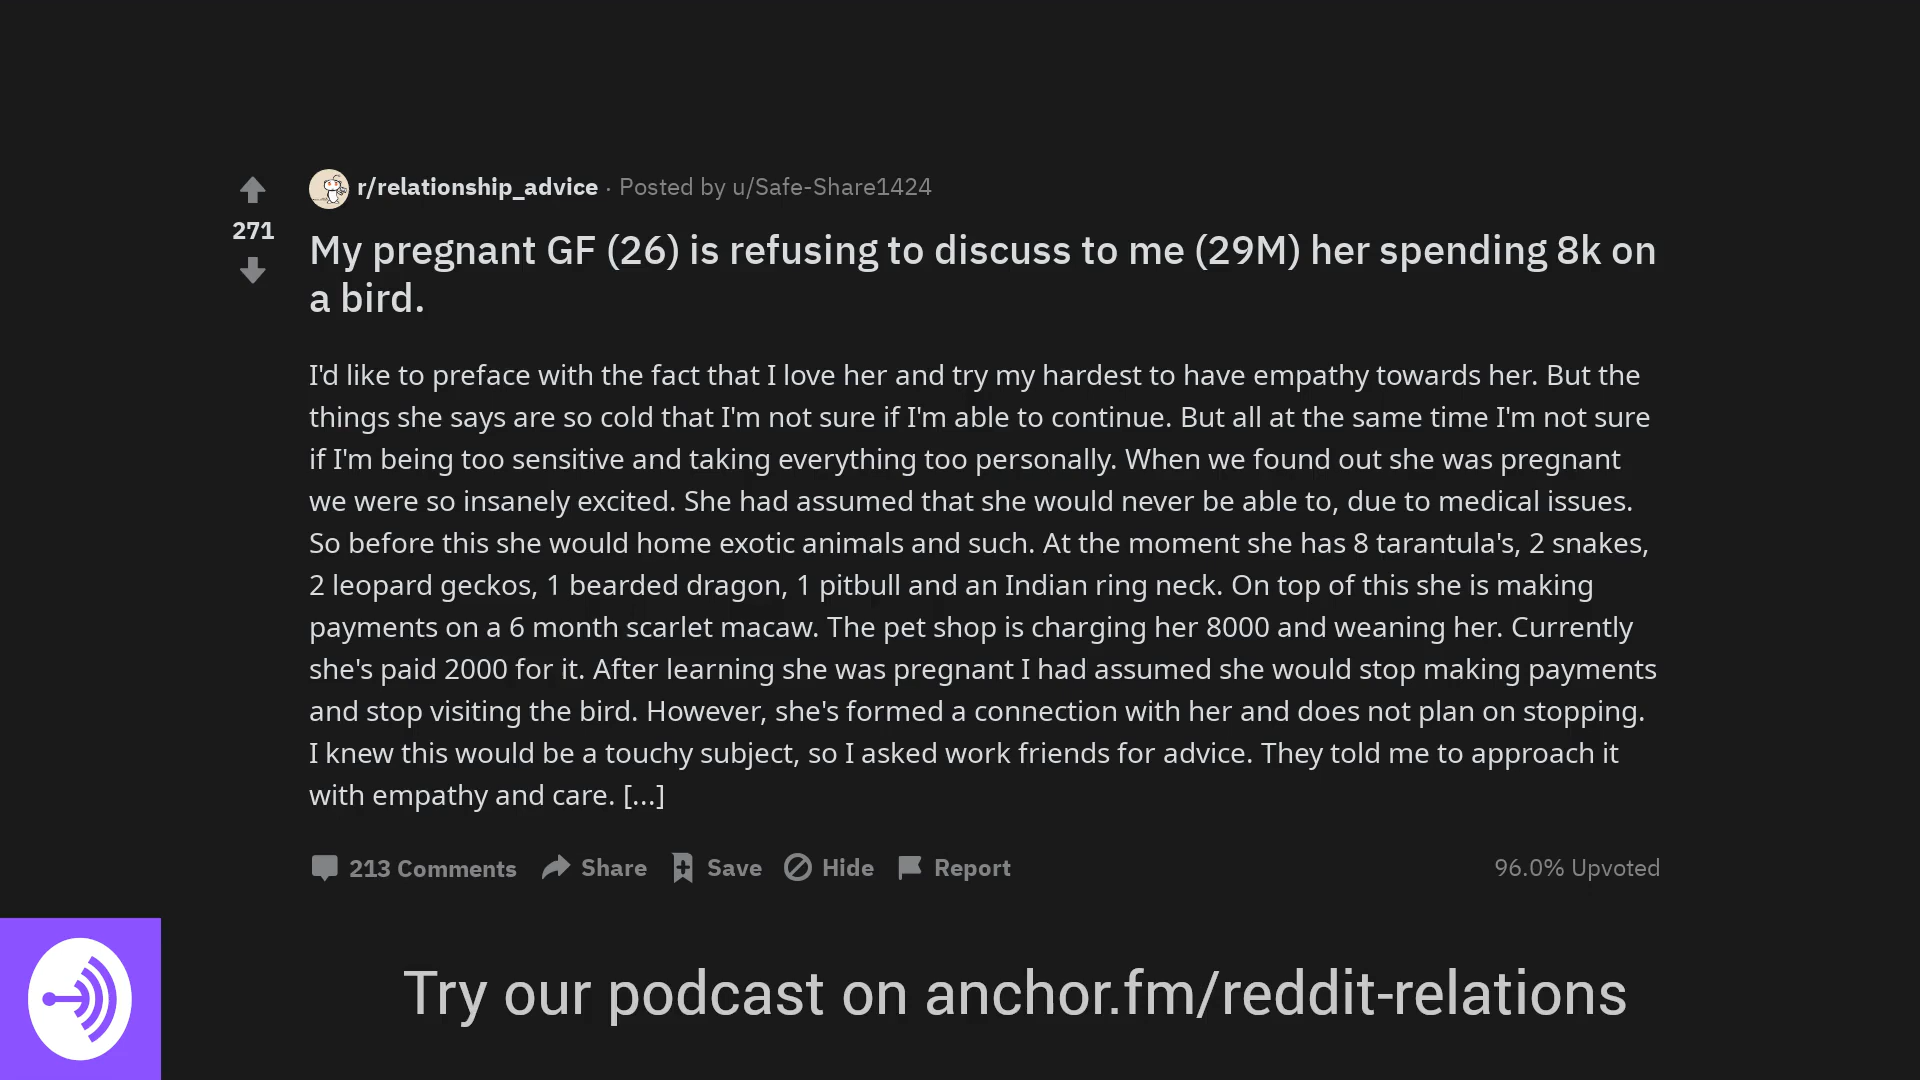 r/relationship_advice · Posted by u/Safe-Share1424
271
My pregnant GF (26) is refusing to discuss to me (29M) her spending 8k on
a bird.
I'd like to preface with the fact that I love her and try my hardest to have empathy towards her. But the
things she says are so cold that I'm not sure if I'm able to continue. But all at the same time I'm not sure
if I'm being too sensitive and taking everything too personally. When we found out she was pregnant
we were so insanely excited. She had assumed that she would never be able to, due to medical issues.
So before this she would home exotic animals and such. At the moment she has 8 tarantula's, 2 snakes,
2 leopard geckos, 1 bearded dragon, 1 pitbull and an Indian ring neck. On top of this she is making
payments on a 6 month scarlet macaw. The pet shop is charging her 8000 and weaning her. Currently
she's paid 2000 for it. After learning she was pregnant I had assumed she would stop making payments
and stop visiting the bird. However, she's formed a connection with her and does not plan on stopping.
I knew this would be a touchy subject, so I asked work friends for advice. They told me to approach it
with empathy and care. [...]
213 Comments Share Save Hide Report 96.0% Upvoted
Try our podcast on anchor.fm/reddit-relations